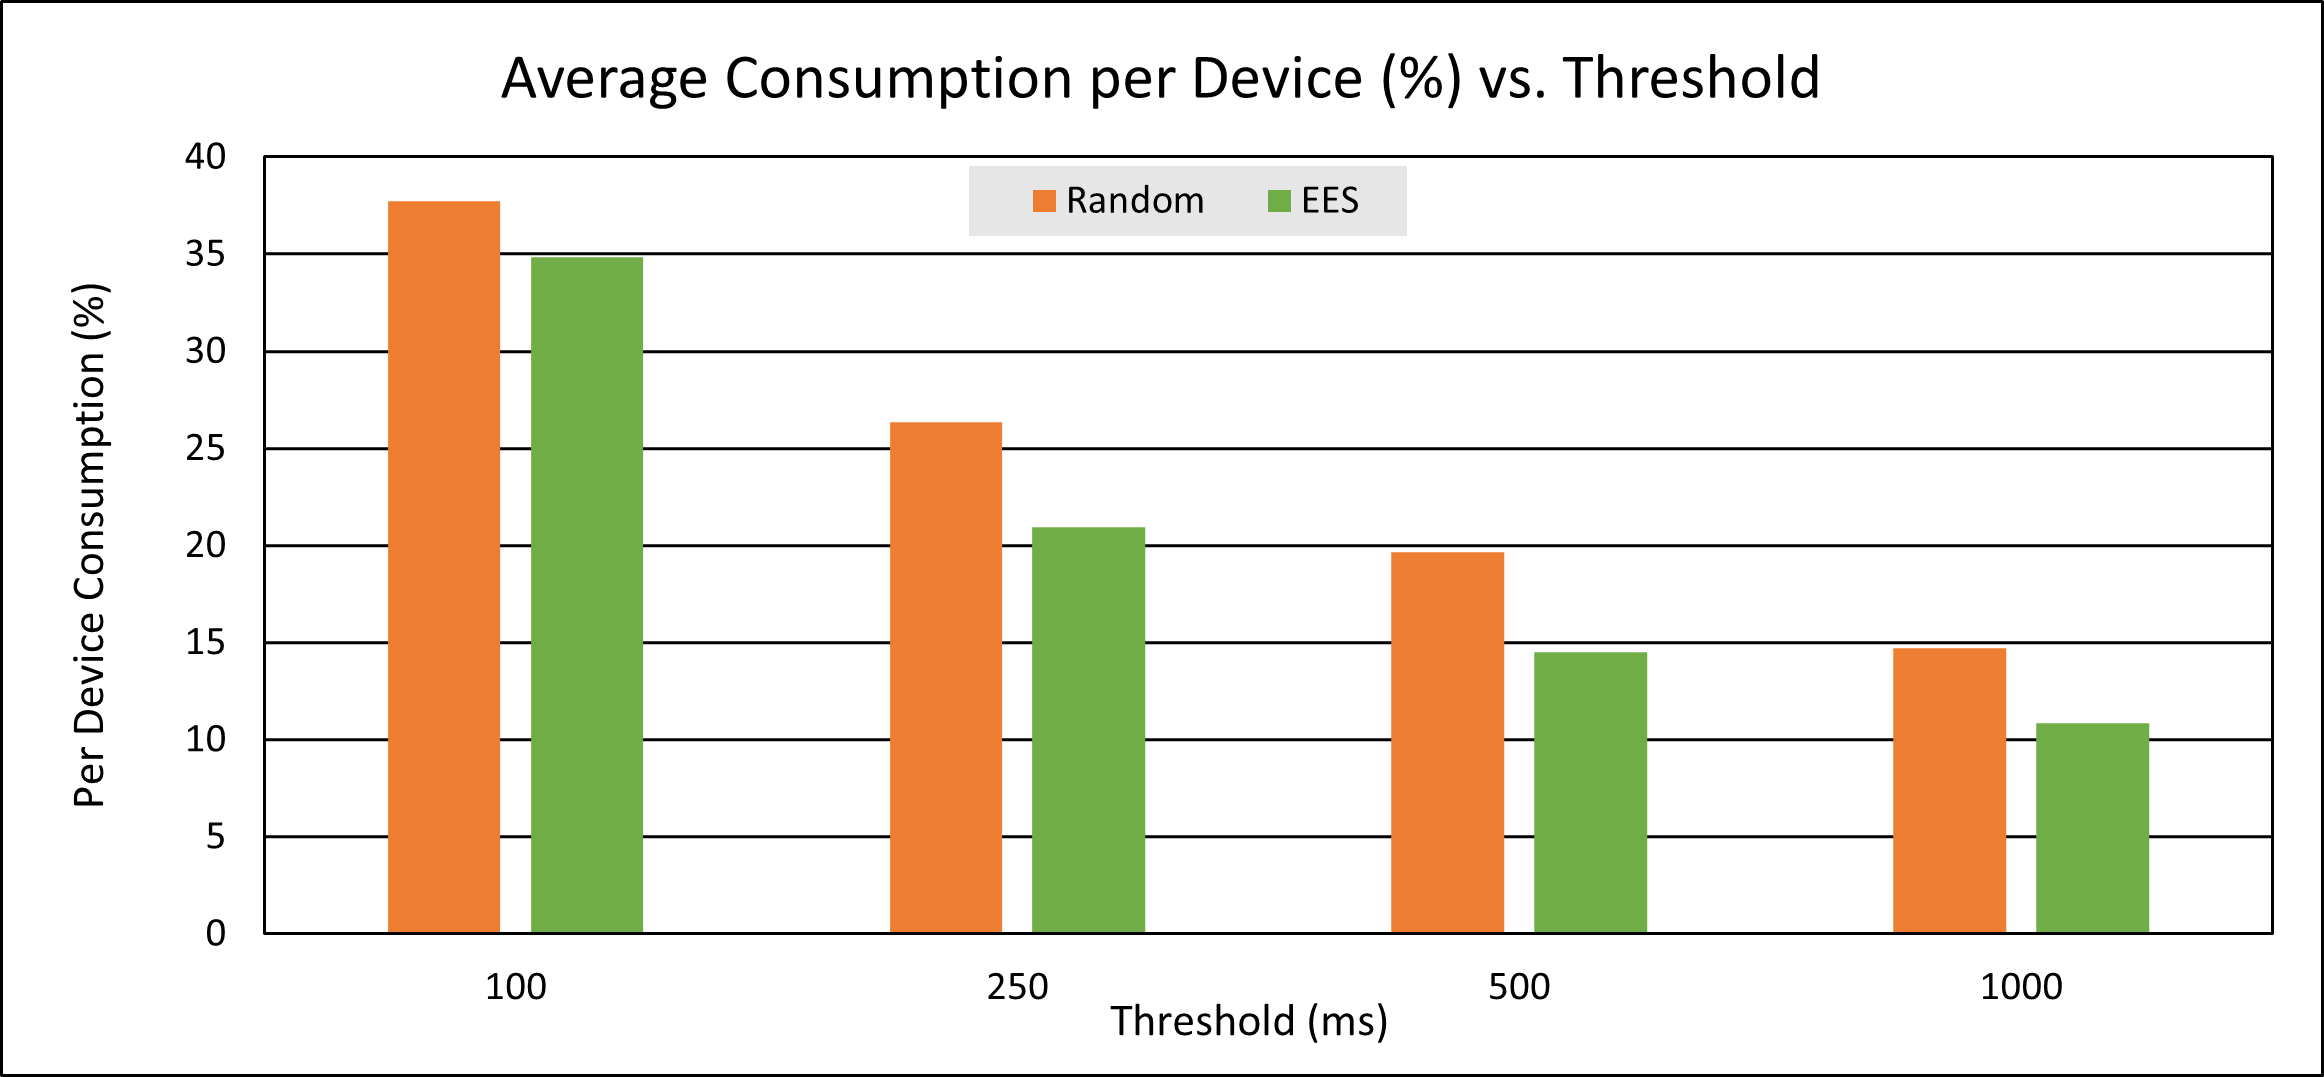 Average Consumption per Device (%) vs. Threshold
Random
EES
Per Device Consumption (%)
40
35
30
25
20
15
10
5
0
100
250
500
1000
Threshold (ms)